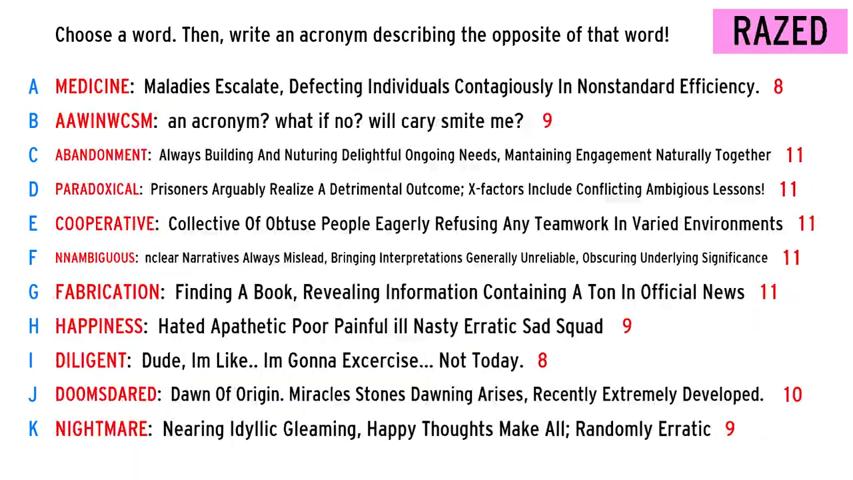 Choose a word. Then, write an acronym describing the opposite of that word!
RAZED
A MEDICINE: Maladies Escalate, Defecting Individuals Contagiously In Nonstandard Efficiency. 8
B AAWINWCSM: an acronym? what if no? will cary smite me? 9
C ABANDONMENT: Always Building And Nuturing Delightful Ongoing Needs, Mantaining Engagement Naturally Together 11
D PARADOXICAL: Prisoners Arguably Realize A Detrimental Outcome; X-factors Include Conflicting Ambigious Lessons! 11
E COOPERATIVE: Collective Of Obtuse People Eagerly Refusing Any Teamwork In Varied Environments 11
F NNAMBIGUOUS: nclear Narratives Always Mislead, Bringing Interpretations Generally Unreliable, Obscuring Underlying Significance 11
G FABRICATION: Finding A Book, Revealing Information Containing A Ton In Official News 11
H HAPPINESS: Hated Apathetic Poor Painful ill Nasty Erratic Sad Squad 9
I DILIGENT: Dude, Im Like.. Im Gonna Excercise... Not Today. 8
J DOOMSDARED: Dawn Of Origin. Miracles Stones Dawning Arises, Recently Extremely Developed. 10
K NIGHTMARE: Nearing Idyllic Gleaming, Happy Thoughts Make All; Randomly Erratic 9